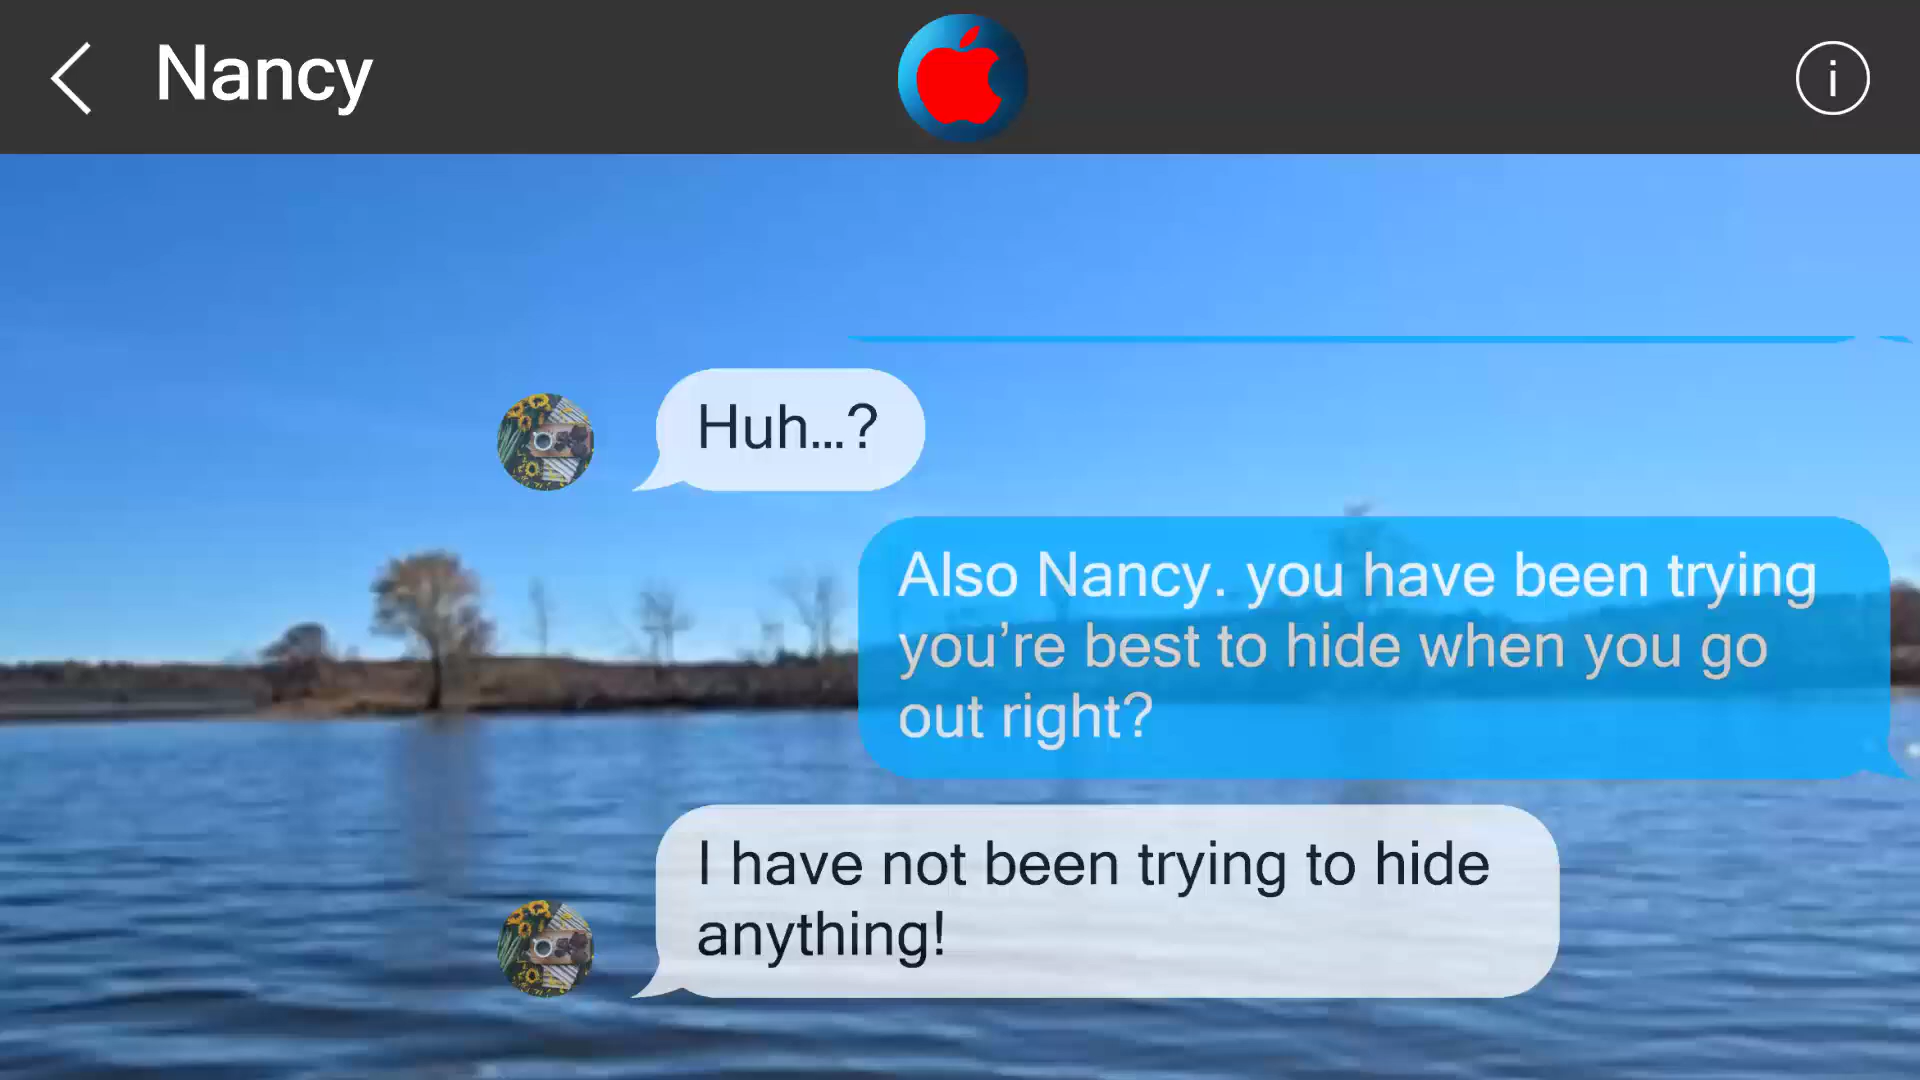 Nancy
i
Huh...?
Also Nancy. you have been trying
you’re best to hide when you go
out right?
I have not been trying to hide
anything!